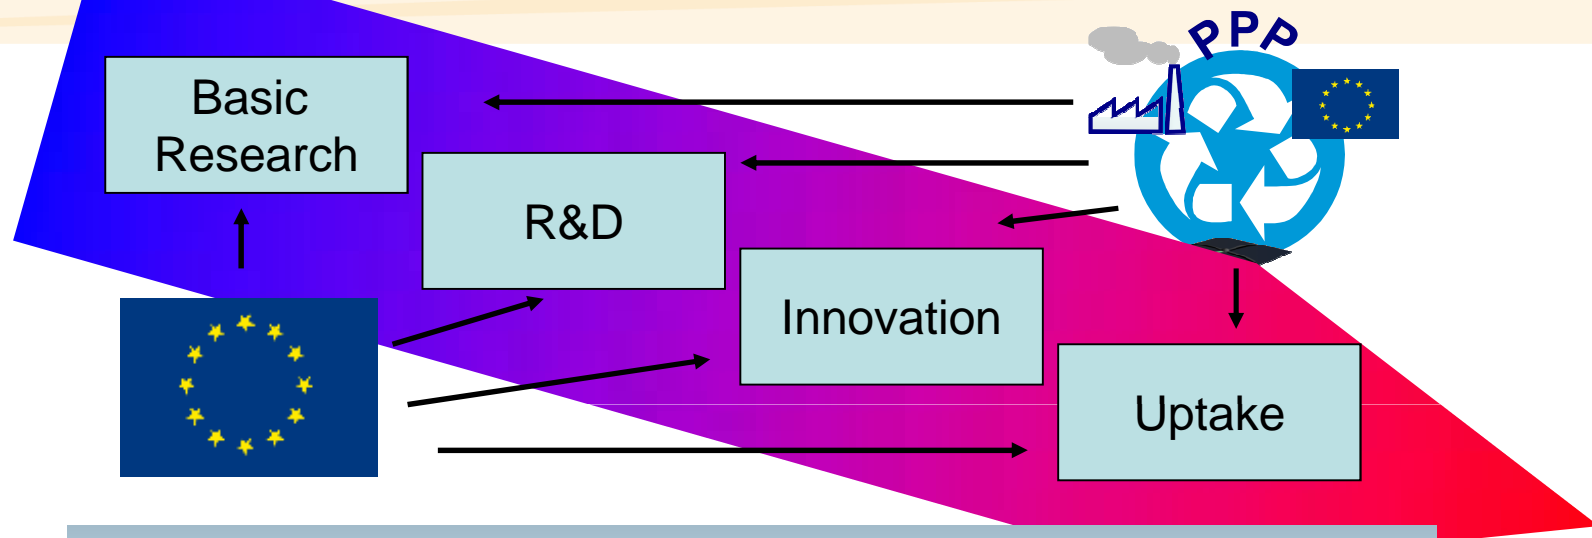 PPP
Basic
Research
R&D
Innovation
Uptake